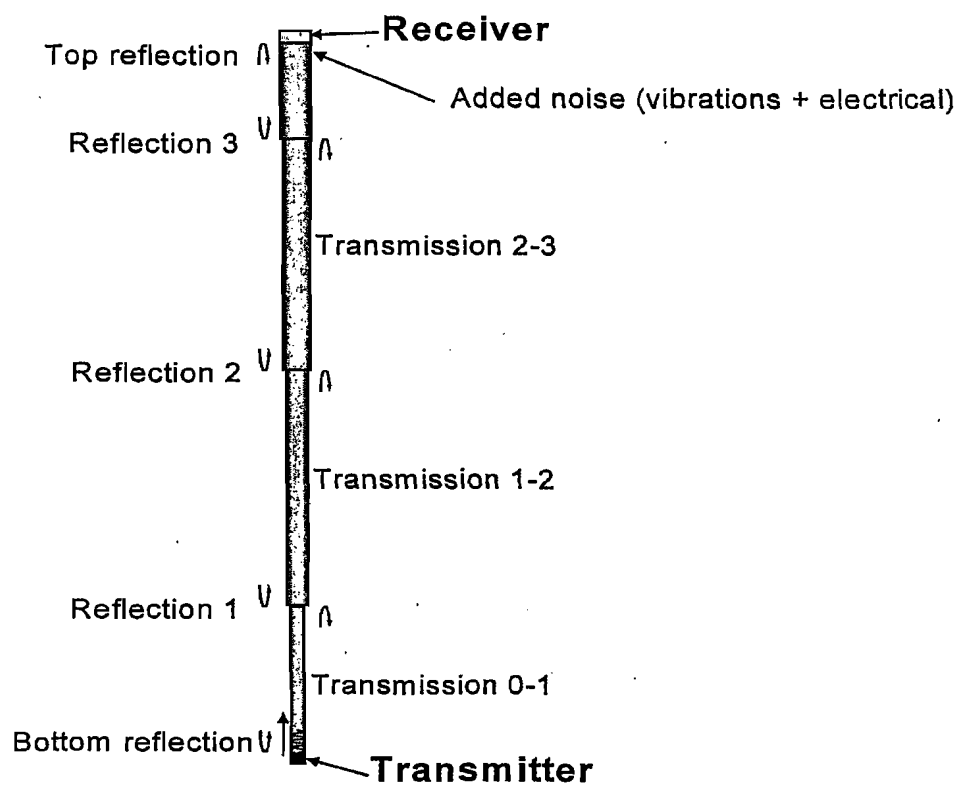 Receiver
Top reflection
Added noise (vibrations + electrical)
Reflection 3
Transmission 2-3
Reflection 2
Transmission 1-2
Reflection 1
Transmission 0-1
Bottom reflection
Transmitter